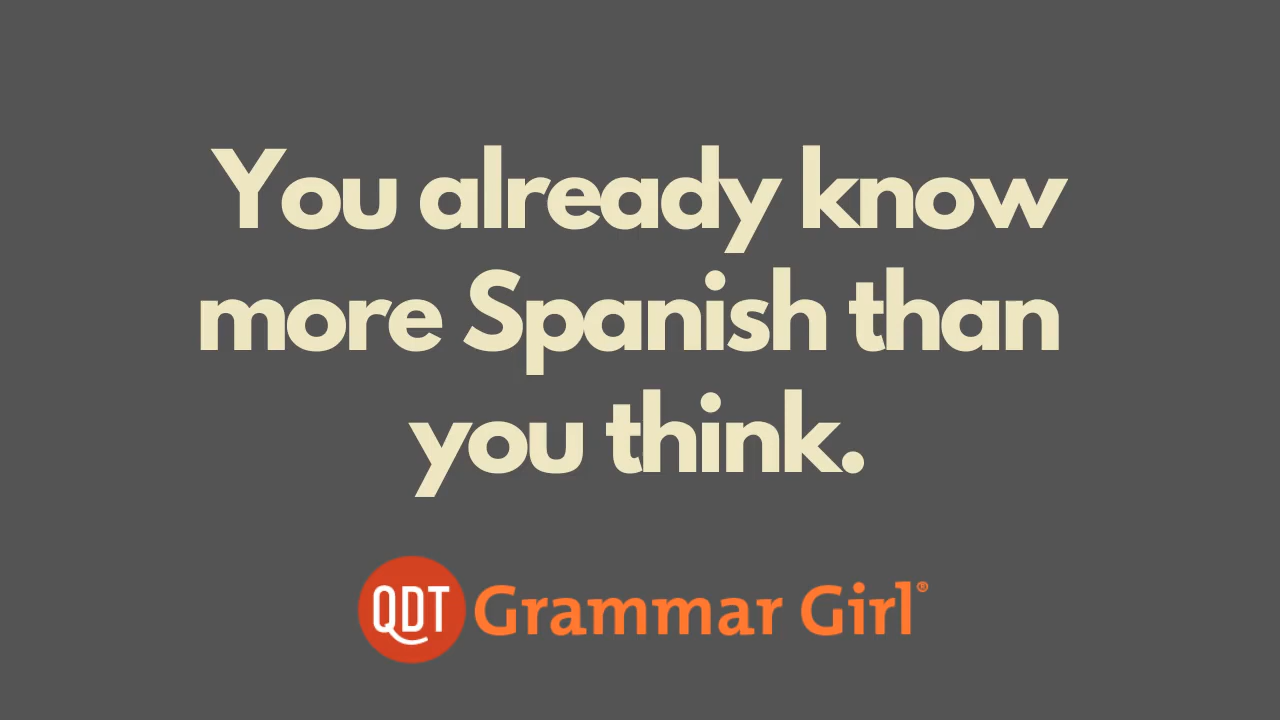 You already know
more Spanish than
you think.
QDT Grammar Girl®